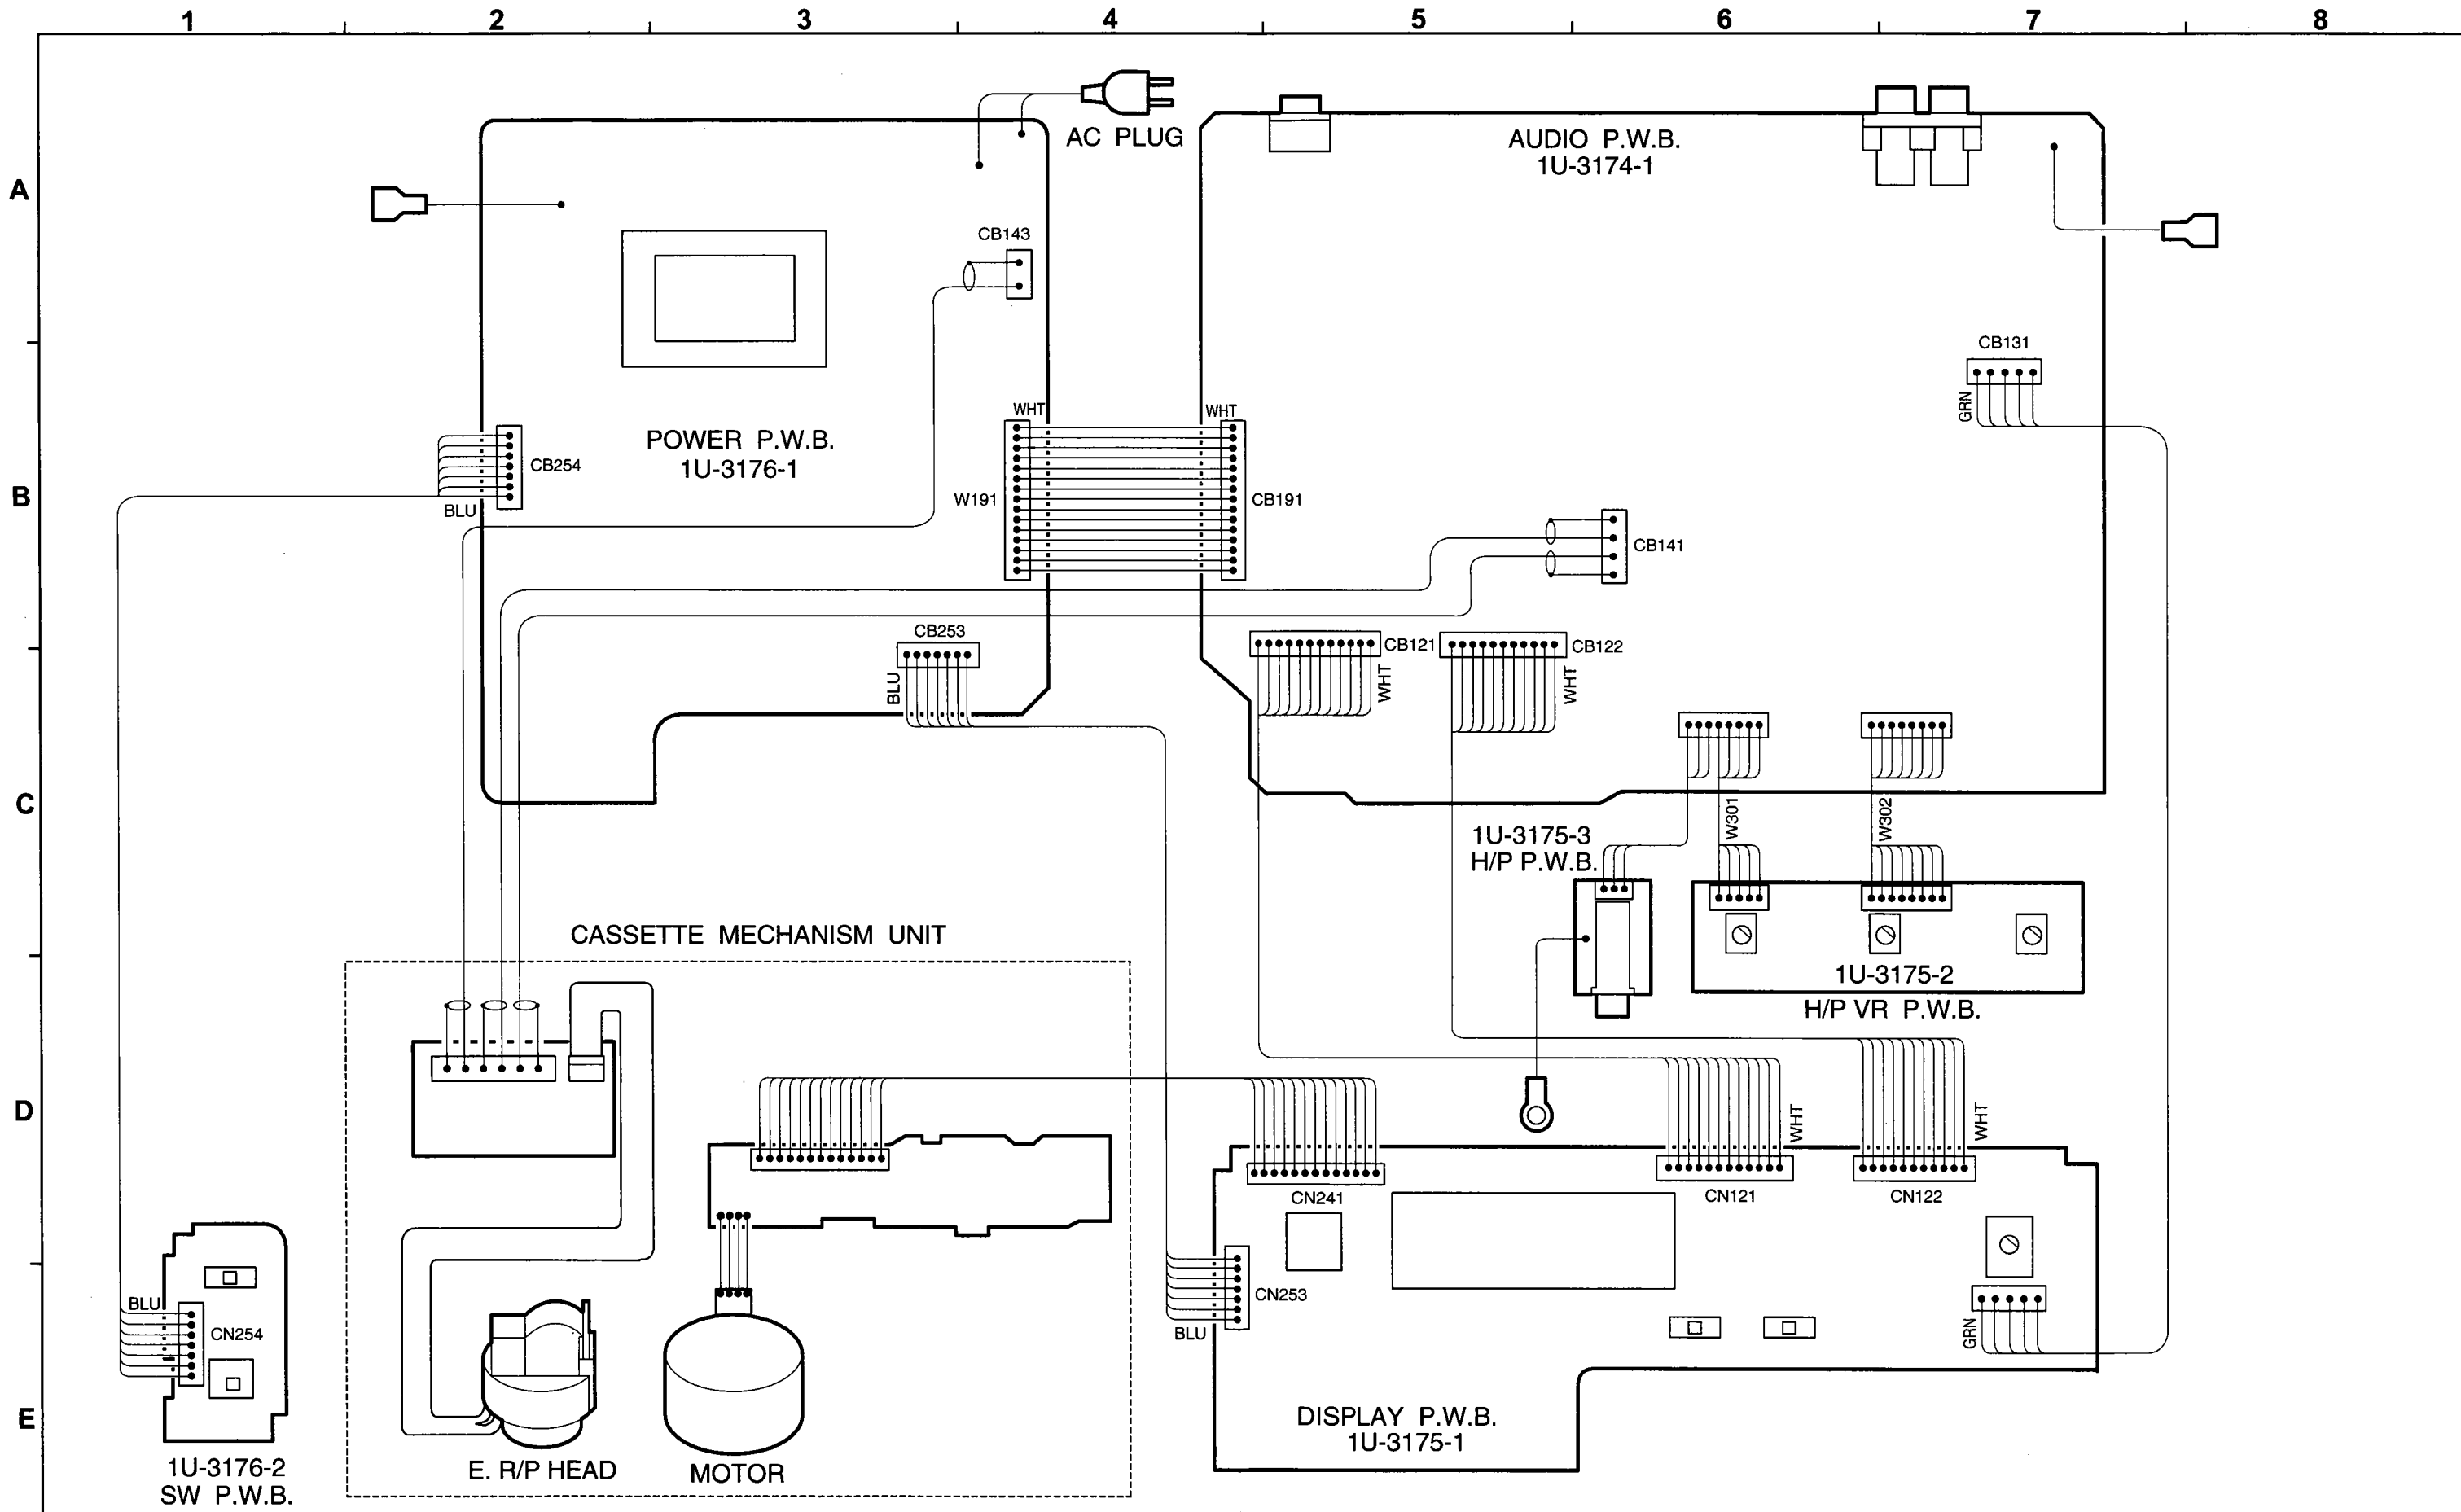 1 2 3 4 5 6 7 8
A
B
C
D
E
AC PLUG
AUDIO P.W.B.
1U-3174-1
CB143
CB131
GRN
WHT
WHT
POWER P.W.B.
1U-3176-1
CB254
BLU
W191
CB191
CB141
CB253
BLU
CB121
WHT
CB122
WHT
W301
W302
1U-3175-3
H/P P.W.B.
CASSETTE MECHANISM UNIT
1U-3175-2
H/P VR P.W.B.
WHT
WHT
CN241
CN121
CN122
CN253
BLU
GRN
BLU
CN254
DISPLAY P.W.B.
1U-3175-1
1U-3176-2
SW P.W.B.
E. R/P HEAD
MOTOR